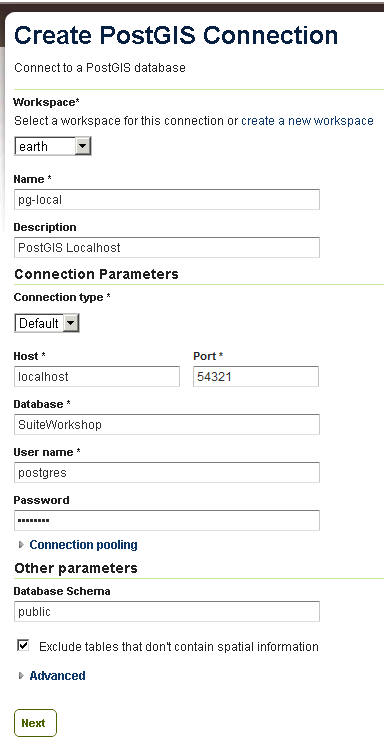 Create PostGIS Connection
Connect to a PostGIS database
Workspace*
Select a workspace for this connection or create a new workspace
earth
Name *
pg-local
Description
PostGIS Localhost
Connection Parameters
Connection type *
Default
Host * Port *
localhost 54321
Database *
SuiteWorkshop
User name *
postgres
Password
••••••••
Connection pooling
Other parameters
Database Schema
public
Exclude tables that don't contain spatial information
Advanced
Next